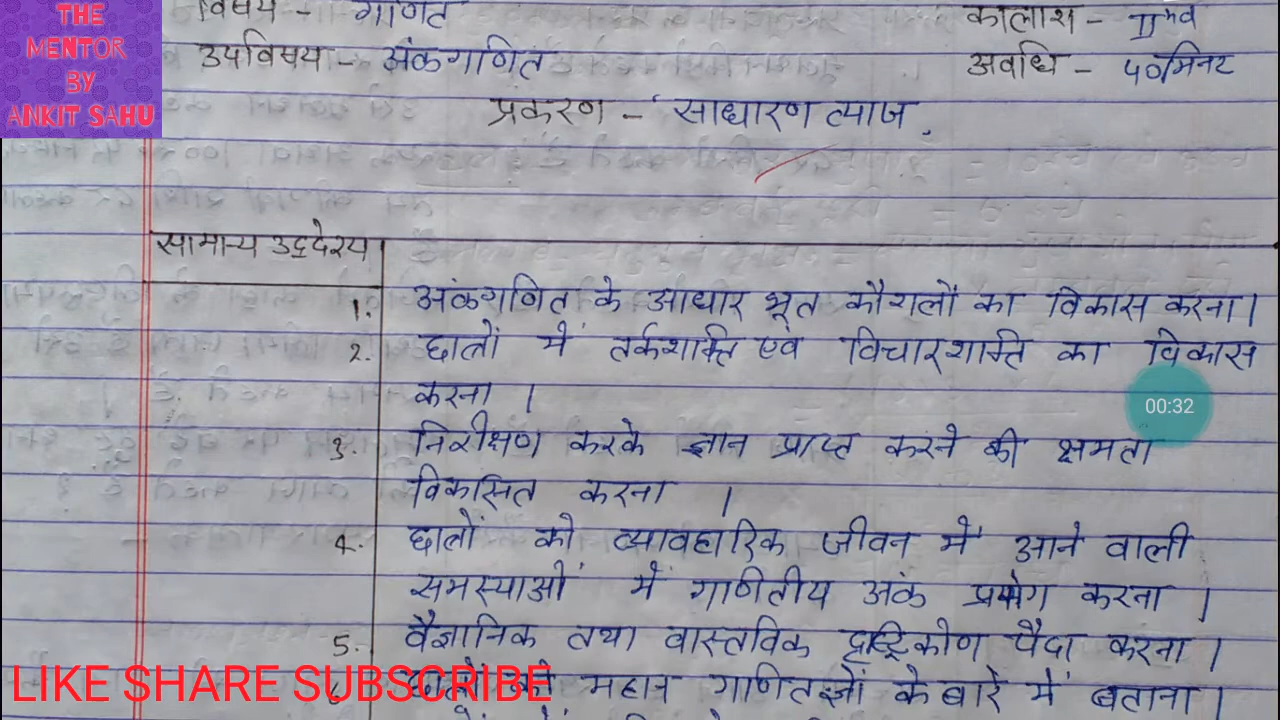 THE
MENTOR
BY
ANKIT SAHU
विषय - गणित
कालांश - IInd
उपविषय - अंकगणित
अवधि - 40 मिनट
प्रकरण - 'साधारण ब्याज.
सामान्य उद्देश्य
1. अंकगणित के आधार भूत कौशलों का विकास करना।
2. छात्रों में तर्कशक्ति एवं विचारशक्ति का विकास
करना ।
3. निरीक्षण करके ज्ञान प्राप्त करने की क्षमता
विकसित करना ।
4. छात्रों को व्यावहारिक जीवन में आने वाली
समस्याओं में गणितीय अंक प्रयोग करना ।
5. वैज्ञानिक तथा वास्तविक दृष्टिकोण पैदा करना ।
6. छात्रों को महान गणितज्ञों के बारे में बताना ।
00:32
LIKE SHARE SUBSCRIBE